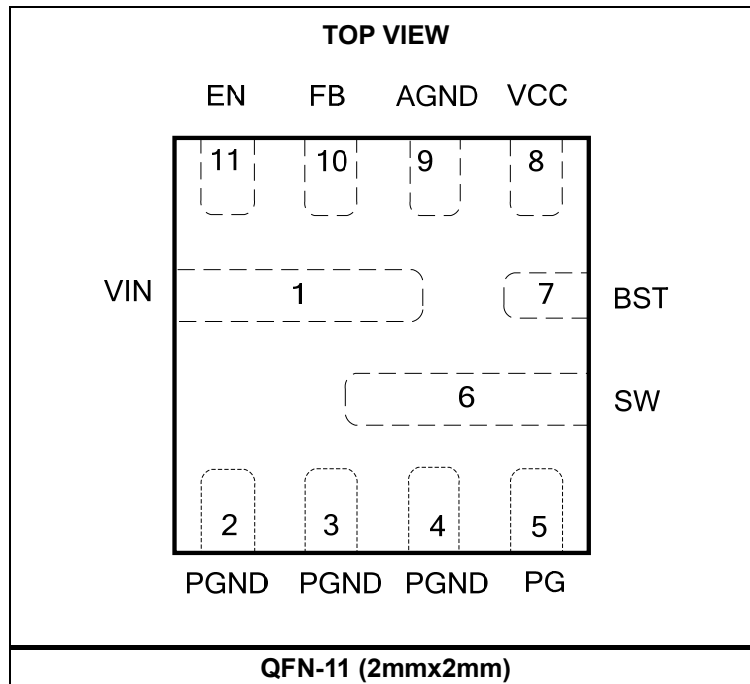 TOP VIEW
EN FB AGND VCC
11 10 9 8
VIN 1 7 BST
6 SW
2 3 4 5
PGND PGND PGND PG
QFN-11 (2mmx2mm)